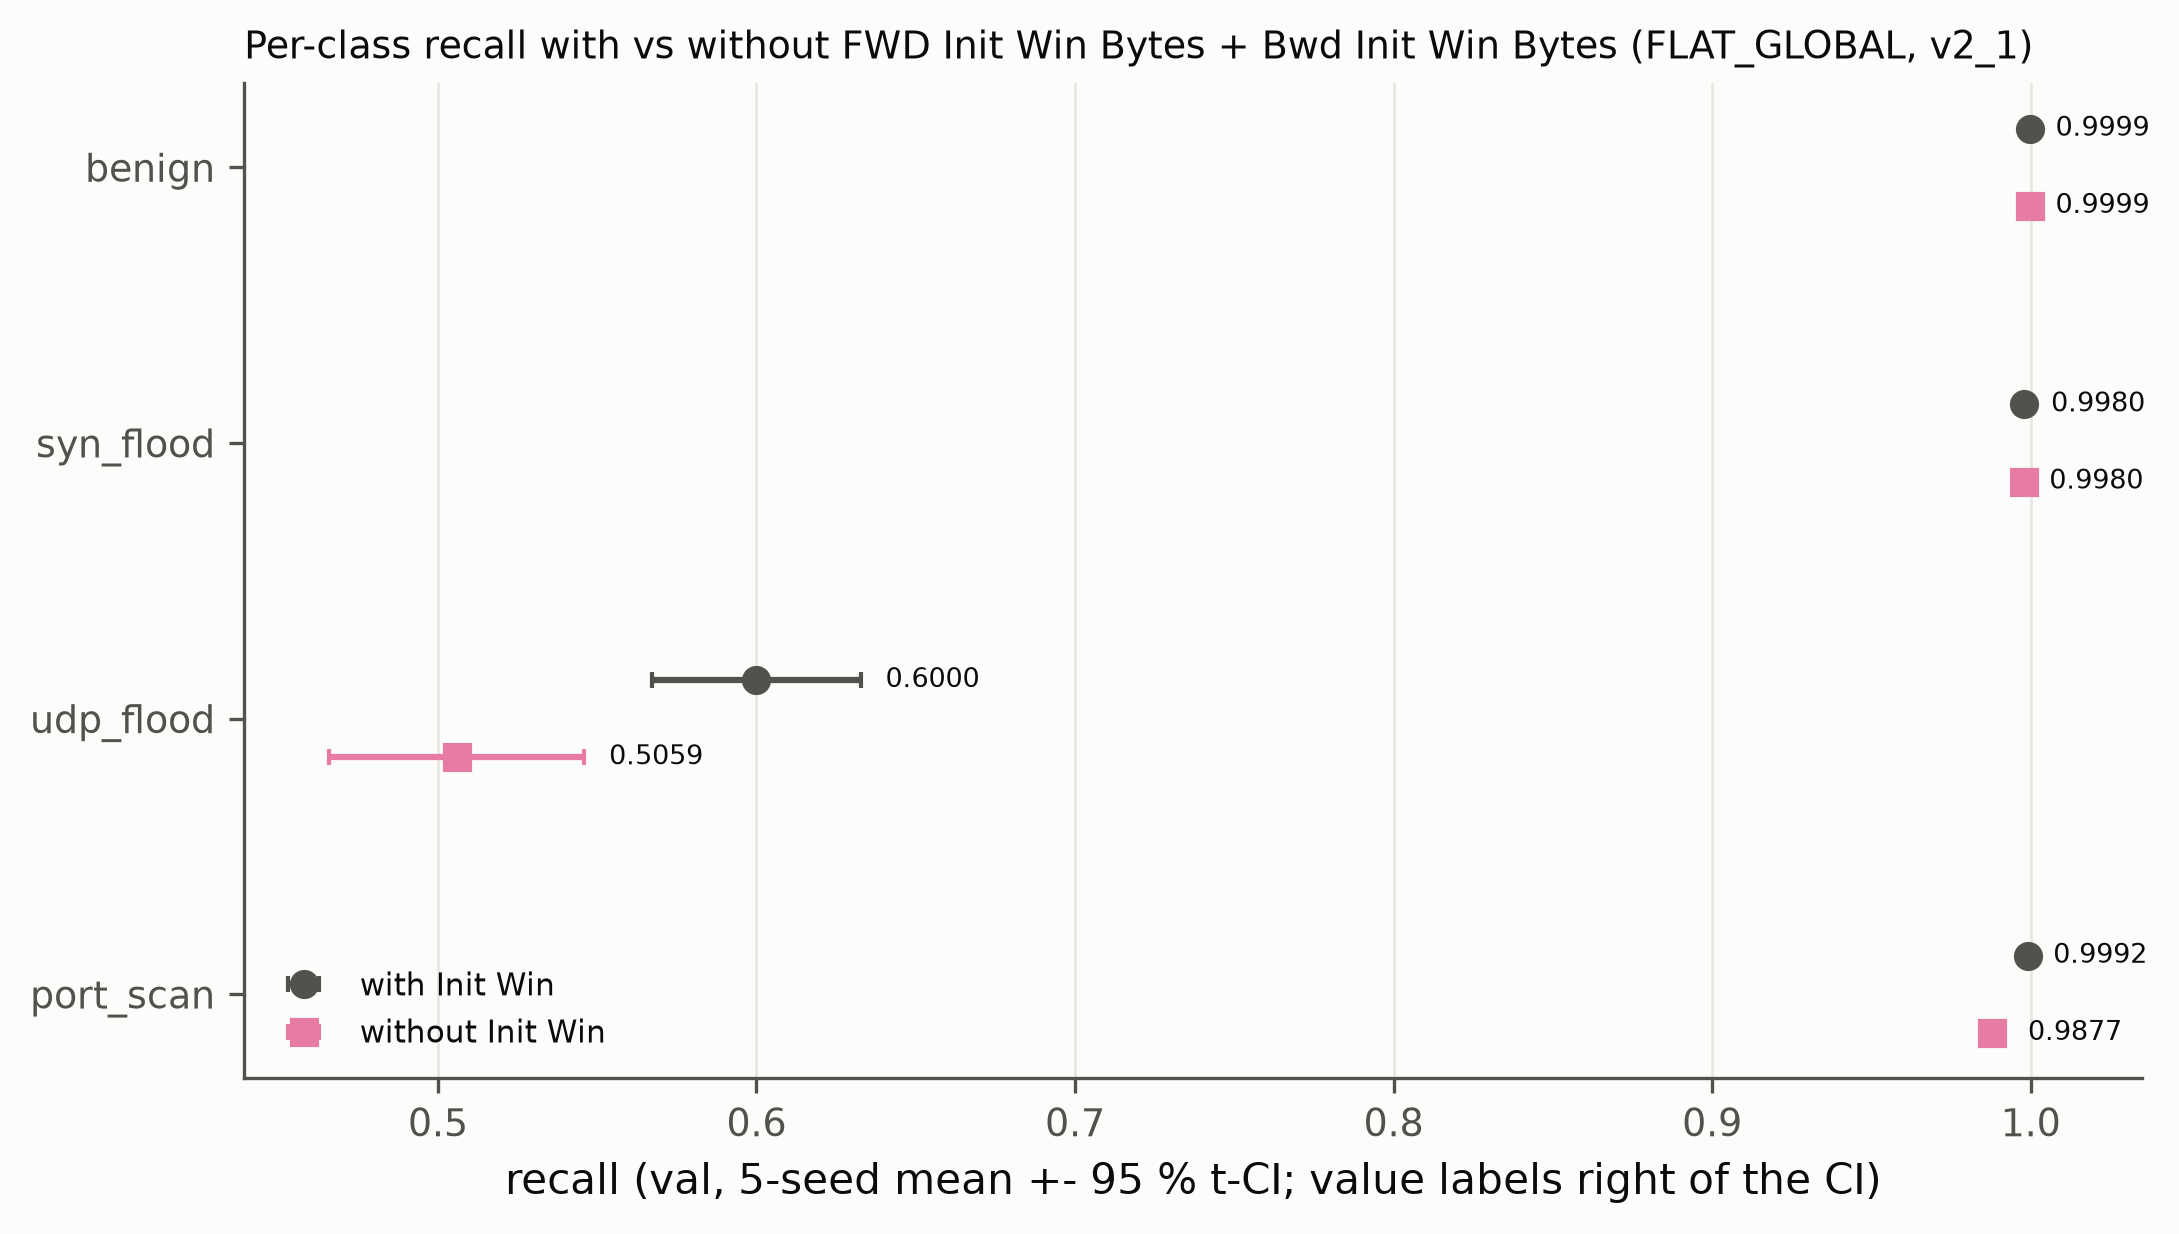 Per-class recall with vs without FWD Init Win Bytes + Bwd Init Win Bytes (FLAT_GLOBAL, v2_1)
benign
0.9999
0.9999
syn_flood
0.9980
0.9980
udp_flood
0.6000
0.5059
port_scan
0.9992
0.9877
with Init Win
without Init Win
0.5 0.6 0.7 0.8 0.9 1.0
recall (val, 5-seed mean +- 95 % t-CI; value labels right of the CI)